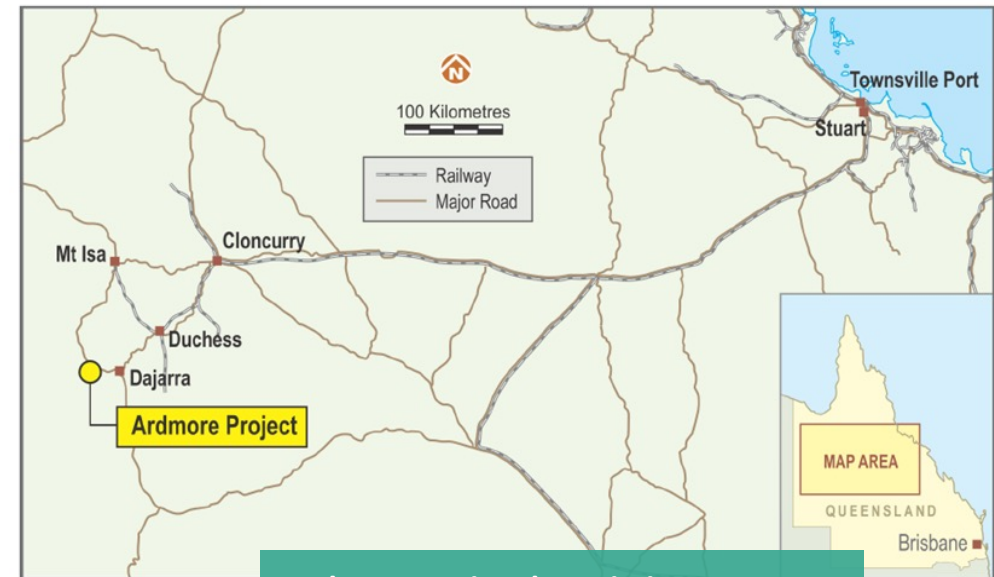 N
100 Kilometres
Railway
Major Road
Townsville Port
Stuart
Mt Isa
Cloncurry
Duchess
Dajarra
Ardmore Project
MAP AREA
QUEENSLAND
Brisbane